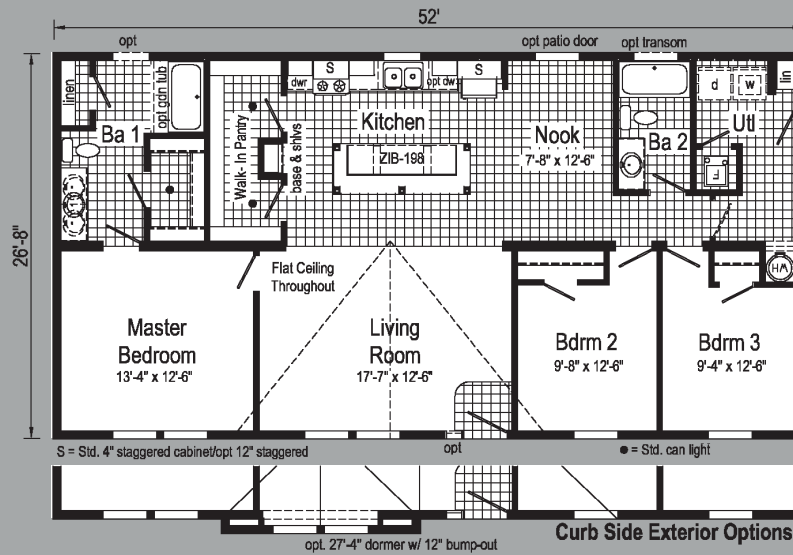 52'
opt
opt patio door
opt transom
26'-8"
linen
opt gdn tub
Ba 1
Walk- In Pantry
base & shlvs
dwr
S
opt dw
S
Kitchen
ZIB-198
Nook
7'-8" x 12'-6"
Ba 2
d
w
lin
Utl
F
WH
Flat Ceiling
Throughout
Master
Bedroom
13'-4" x 12'-6"
Living
Room
17'-7" x 12'-6"
Bdrm 2
9'-8" x 12'-6"
Bdrm 3
9'-4" x 12'-6"
S = Std. 4" staggered cabinet/opt 12" staggered
opt
● = Std. can light
Curb Side Exterior Options
opt. 27'-4" dormer w/ 12" bump-out